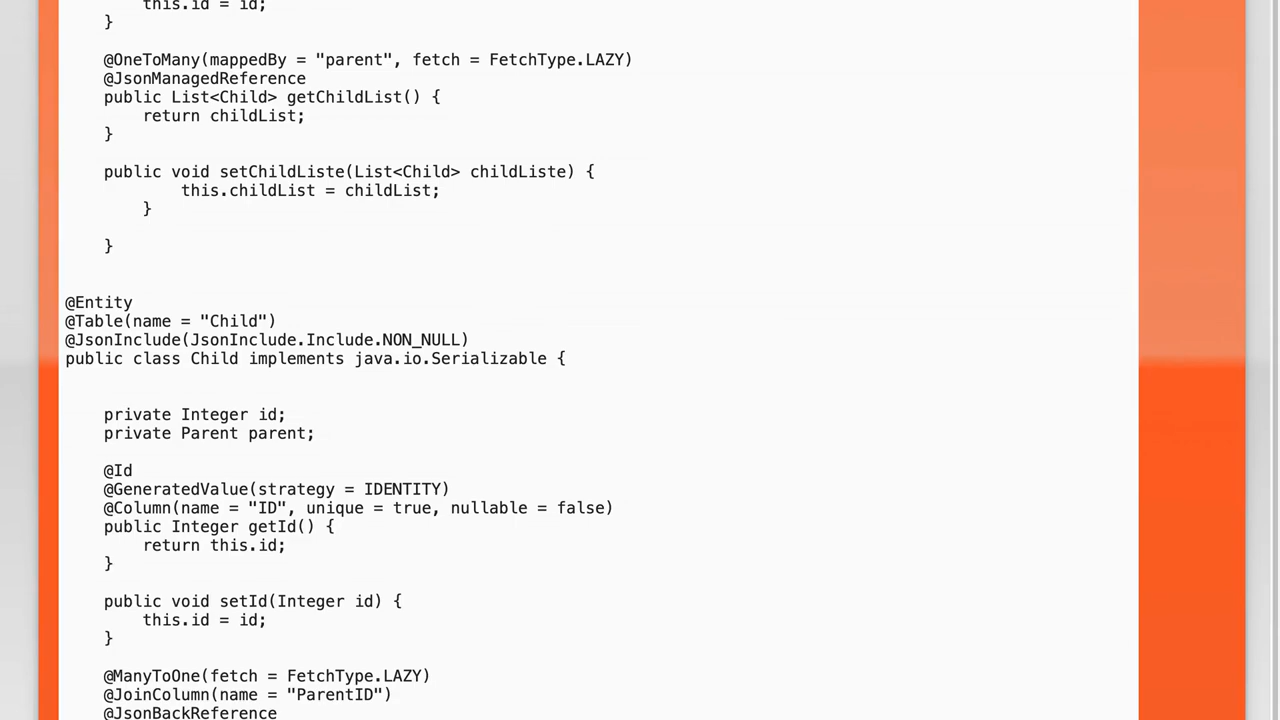 this.id = id;
}
@OneToMany(mappedBy = "parent", fetch = FetchType.LAZY)
@JsonManagedReference
public List<Child> getChildList() {
return childList;
}
public void setChildListe(List<Child> childListe) {
this.childList = childList;
}
}
@Entity
@Table(name = "Child")
@JsonInclude(JsonInclude.Include.NON_NULL)
public class Child implements java.io.Serializable {
private Integer id;
private Parent parent;
@Id
@GeneratedValue(strategy = IDENTITY)
@Column(name = "ID", unique = true, nullable = false)
public Integer getId() {
return this.id;
}
public void setId(Integer id) {
this.id = id;
}
@ManyToOne(fetch = FetchType.LAZY)
@JoinColumn(name = "ParentID")
@JsonBackReference